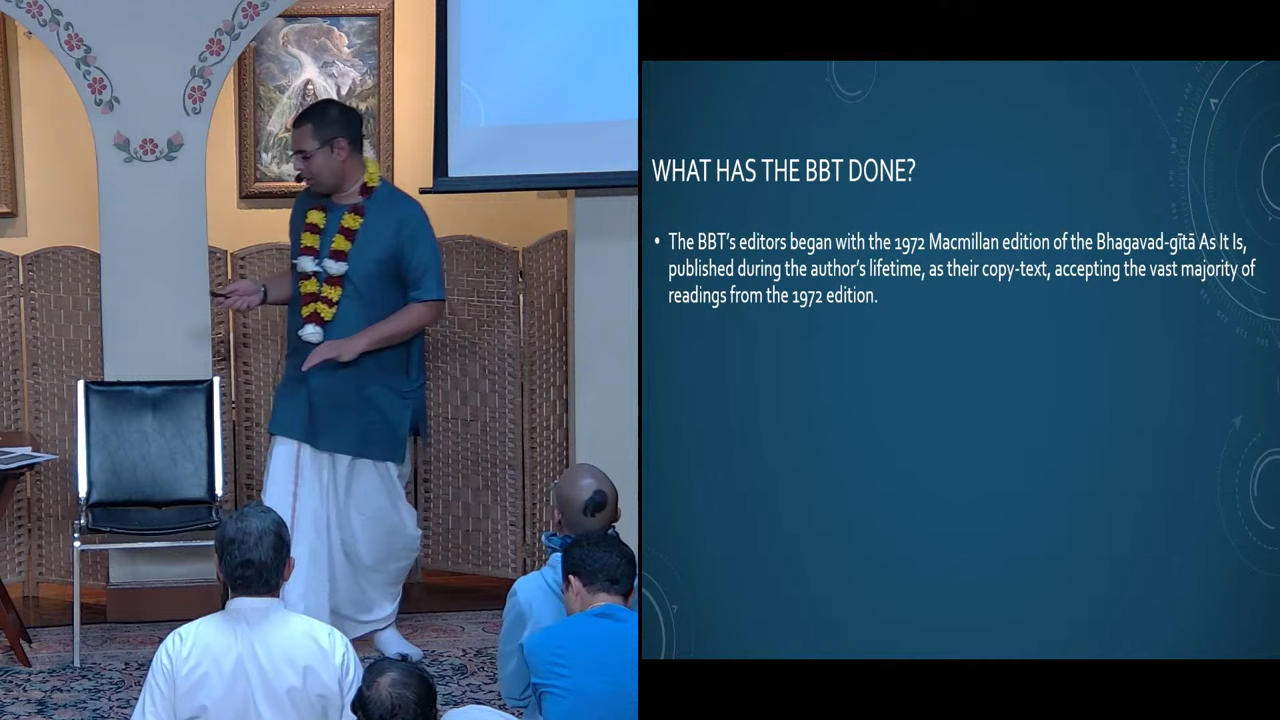 WHAT HAS THE BBT DONE?
• The BBT's editors began with the 1972 Macmillan edition of the Bhagavad-gītā As It Is,
published during the author's lifetime, as their copy-text, accepting the vast majority of
readings from the 1972 edition.